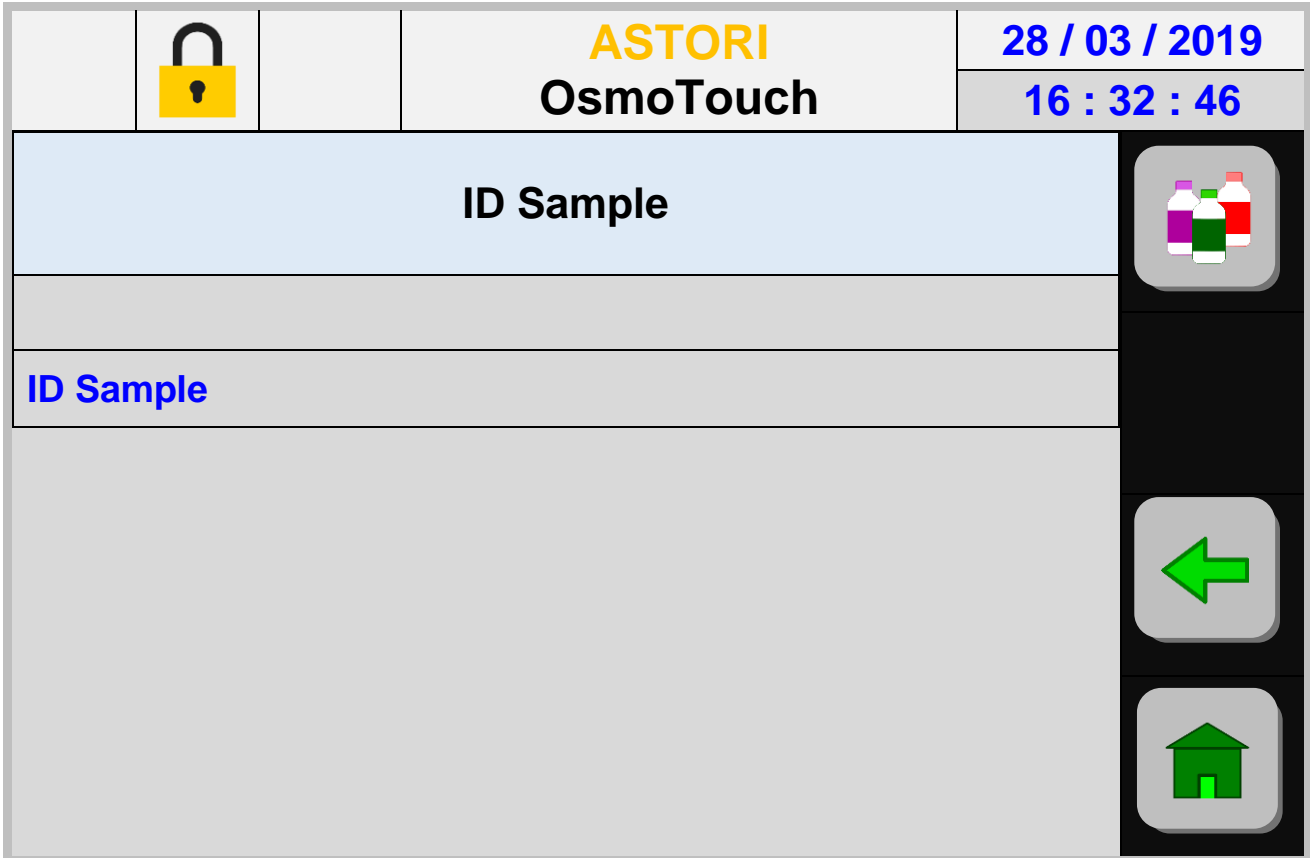 ASTORI
OsmoTouch
28 / 03 / 2019
16 : 32 : 46
ID Sample
ID Sample